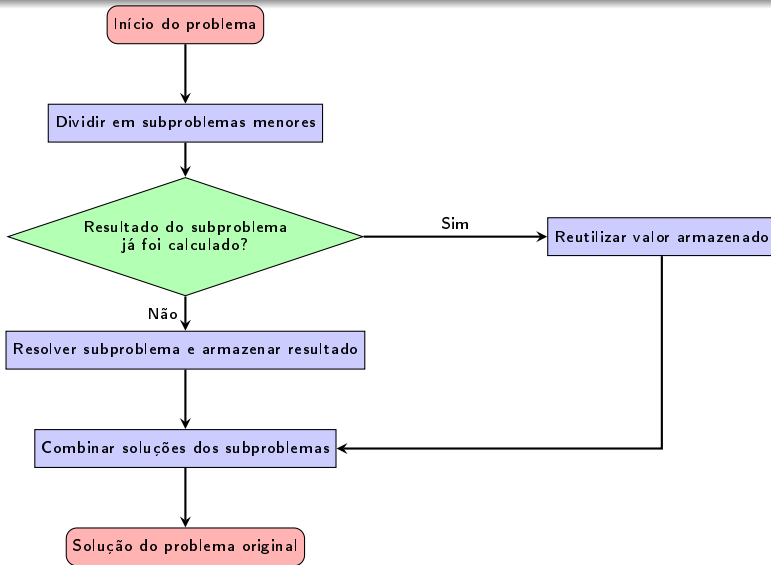 Início do problema
Dividir em subproblemas menores
Resultado do subproblema
já foi calculado?
Sim
Reutilizar valor armazenado
Não
Resolver subproblema e armazenar resultado
Combinar soluções dos subproblemas
Solução do problema original